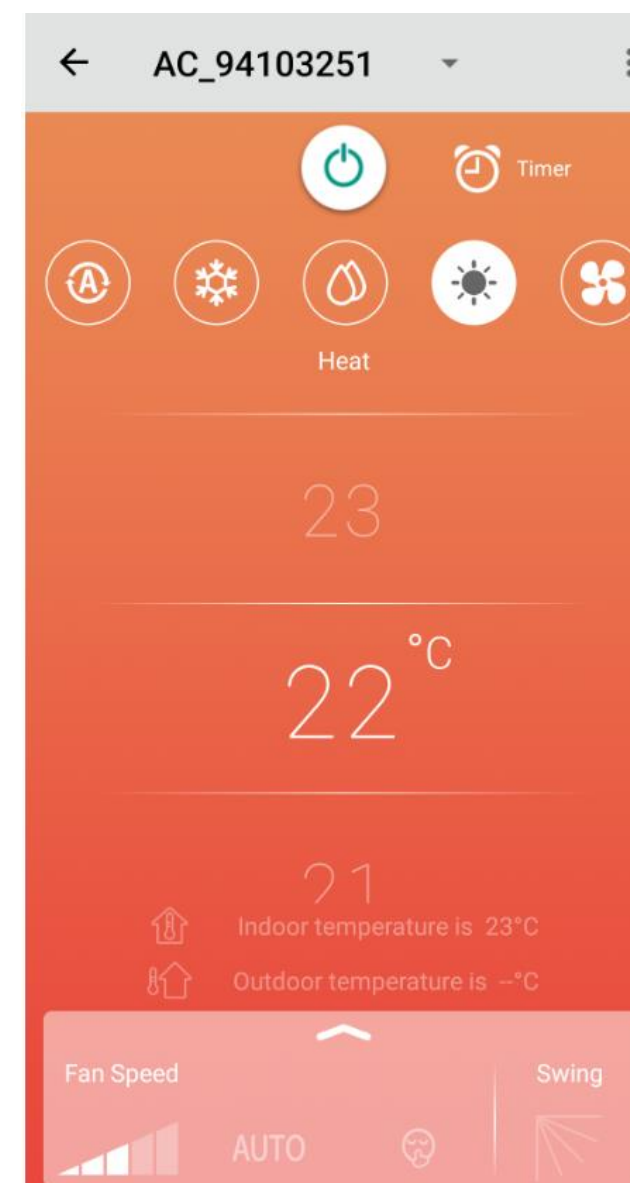 AC_94103251
Timer
A
Heat
23
22 °C
21
Indoor temperature is 23°C
Outdoor temperature is --°C
Fan Speed Swing
AUTO